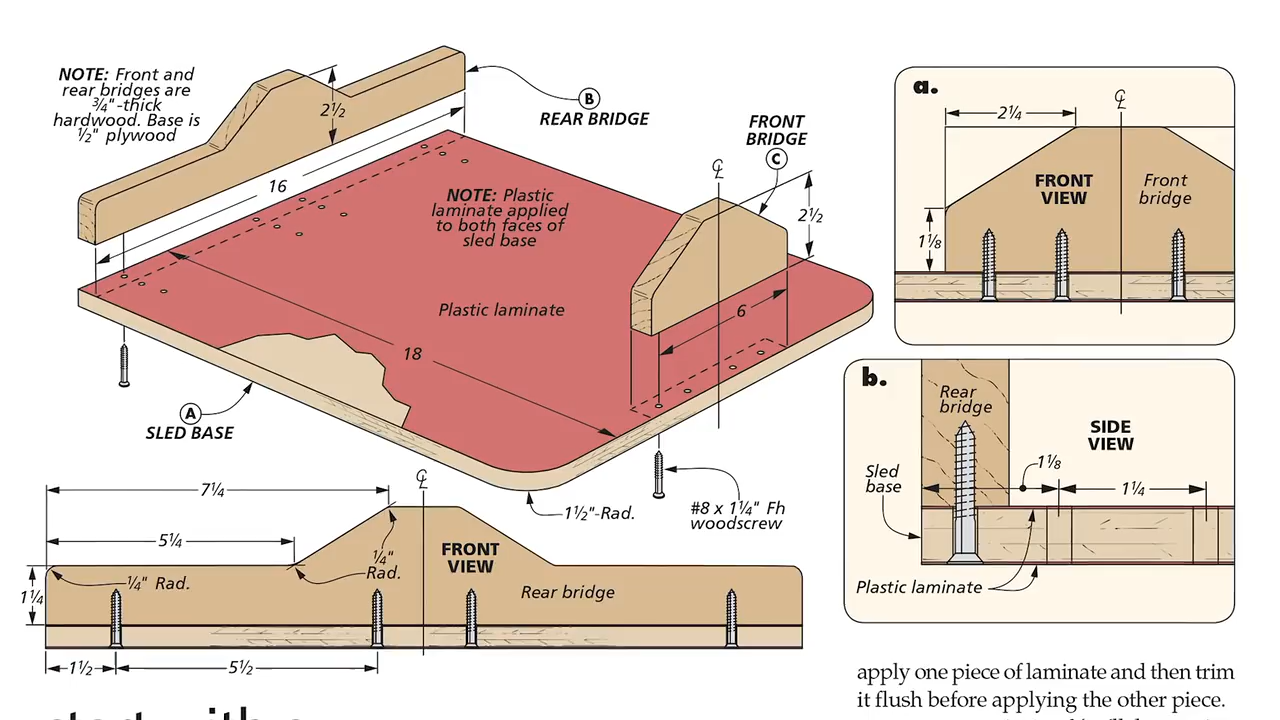 NOTE: Front and
rear bridges are
¾"-thick
hardwood. Base is
½" plywood
2½
B
REAR BRIDGE
16
FRONT
BRIDGE
C
℄
2½
NOTE: Plastic
laminate applied
to both faces of
sled base
Plastic laminate
6
18
A
SLED BASE
#8 x 1¼" Fh
woodscrew
1½"-Rad.
7¼
℄
5¼
¼"
Rad.
FRONT
VIEW
¼" Rad.
Rear bridge
1¼
1½
5½
a.
℄
2¼
FRONT
VIEW
Front
bridge
1⅛
b.
Rear
bridge
SIDE
VIEW
1⅛
Sled
base
1¼
Plastic laminate
apply one piece of laminate and then trim
it flush before applying the other piece.